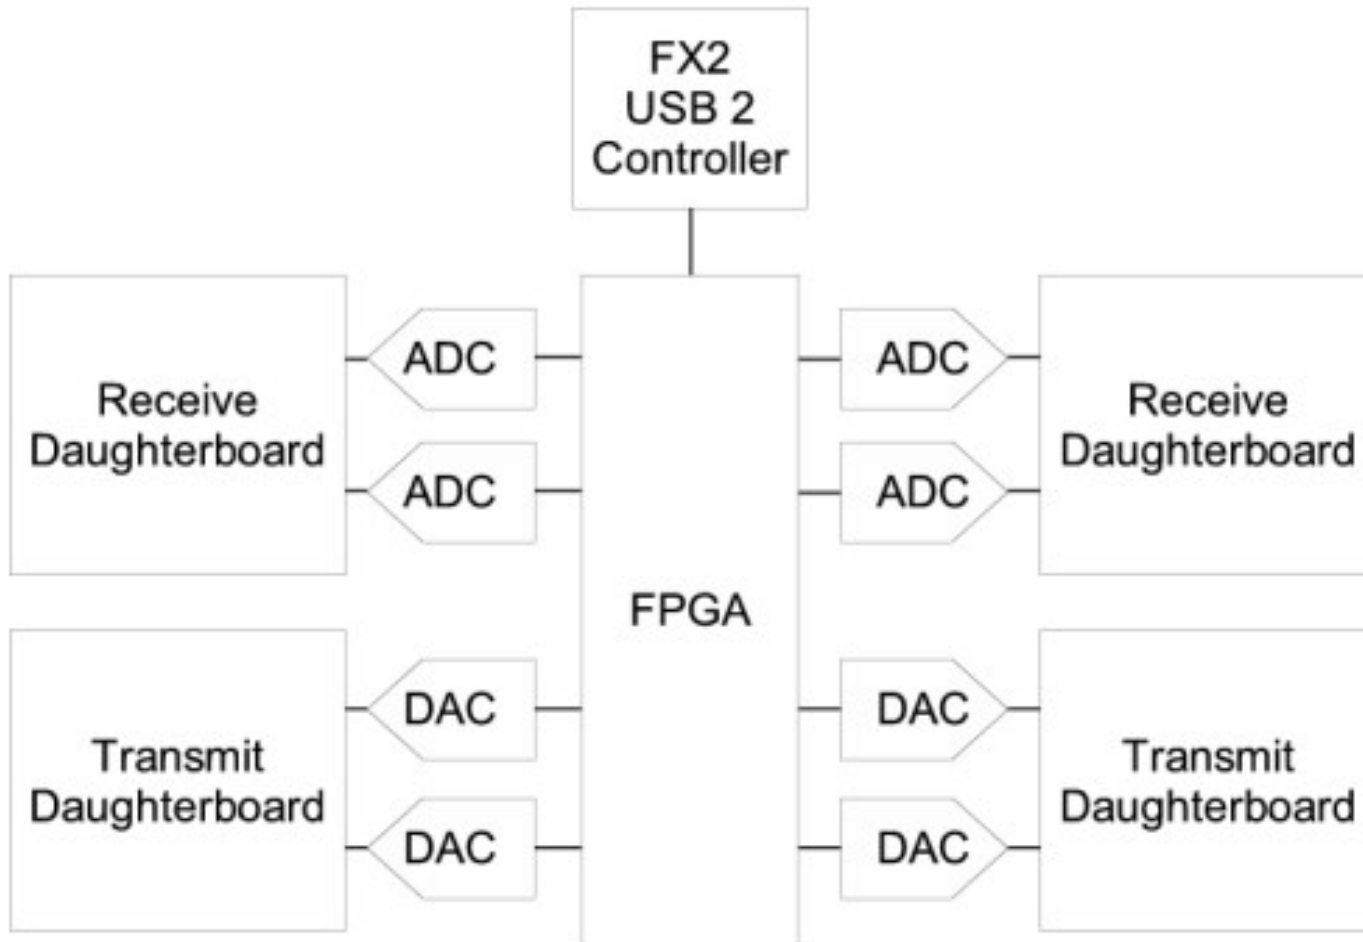 FX2
USB 2
Controller
ADC
ADC
Receive
Daughterboard
ADC
ADC
Receive
Daughterboard
FPGA
DAC
DAC
Transmit
Daughterboard
DAC
DAC
Transmit
Daughterboard